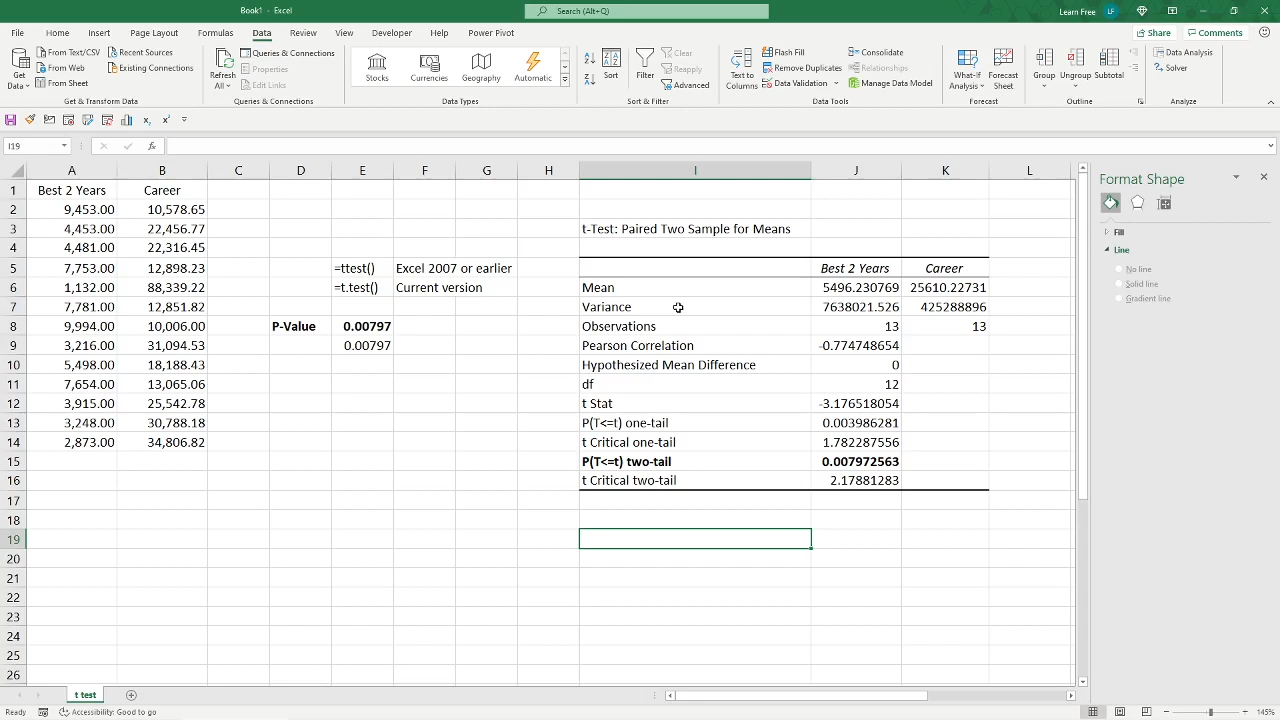 Book1 - Excel
Search (Alt+Q)
Learn Free
LF
File Home Insert Page Layout Formulas Data Review View Developer Help Power Pivot
Share Comments
Get Data
From Text/CSV
From Web
From Sheet
Recent Sources
Existing Connections
Get & Transform Data
Refresh All
Queries & Connections
Properties
Edit Links
Queries & Connections
Stocks Currencies Geography Automatic
Data Types
Sort
Filter
Clear
Reapply
Advanced
Sort & Filter
Text to Columns
Flash Fill
Remove Duplicates
Data Validation
Consolidate
Relationships
Manage Data Model
Data Tools
What-If Analysis
Forecast Sheet
Forecast
Group Ungroup Subtotal
Outline
Data Analysis
Solver
Analyze
I19
fx
A B C D E F G H I J K L
1 Best 2 Years Career
2 9,453.00 10,578.65
3 4,453.00 22,456.77 t-Test: Paired Two Sample for Means
4 4,481.00 22,316.45
5 7,753.00 12,898.23 =ttest() Excel 2007 or earlier Best 2 Years Career
6 1,132.00 88,339.22 =t.test() Current version Mean 5496.230769 25610.22731
7 7,781.00 12,851.82 Variance 7638021.526 425288896
8 9,994.00 10,006.00 P-Value 0.00797 Observations 13 13
9 3,216.00 31,094.53 0.00797 Pearson Correlation -0.774748654
10 5,498.00 18,188.43 Hypothesized Mean Difference 0
11 7,654.00 13,065.06 df 12
12 3,915.00 25,542.78 t Stat -3.176518054
13 3,248.00 30,788.18 P(T<=t) one-tail 0.003986281
14 2,873.00 34,806.82 t Critical one-tail 1.782287556
15 P(T<=t) two-tail 0.007972563
16 t Critical two-tail 2.17881283
17
18
19
20
21
22
23
24
25
26
Format Shape
Fill
Line
No line
Solid line
Gradient line
t test
Ready Accessibility: Good to go 145%